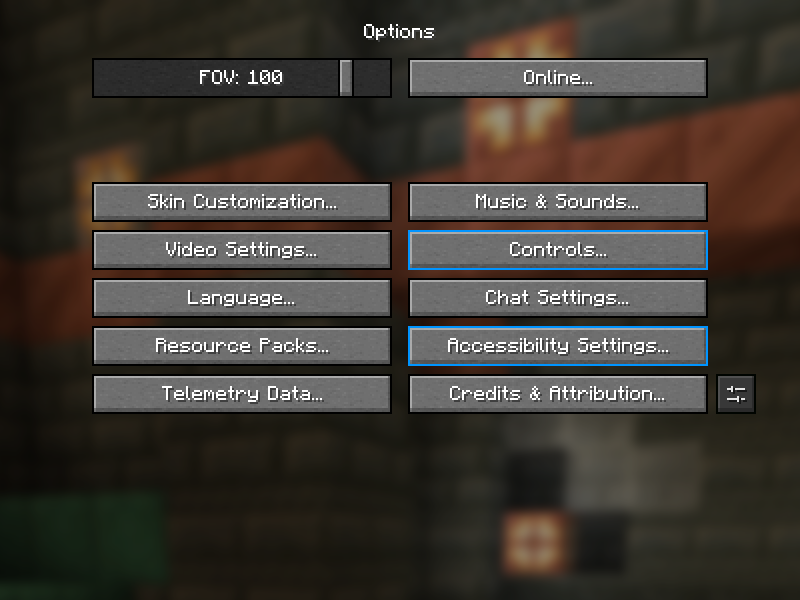 Options
FOV: 100
Online...
Skin Customization...
Music & Sounds...
Video Settings...
Controls...
Language...
Chat Settings...
Resource Packs...
Accessibility Settings...
Telemetry Data...
Credits & Attribution...